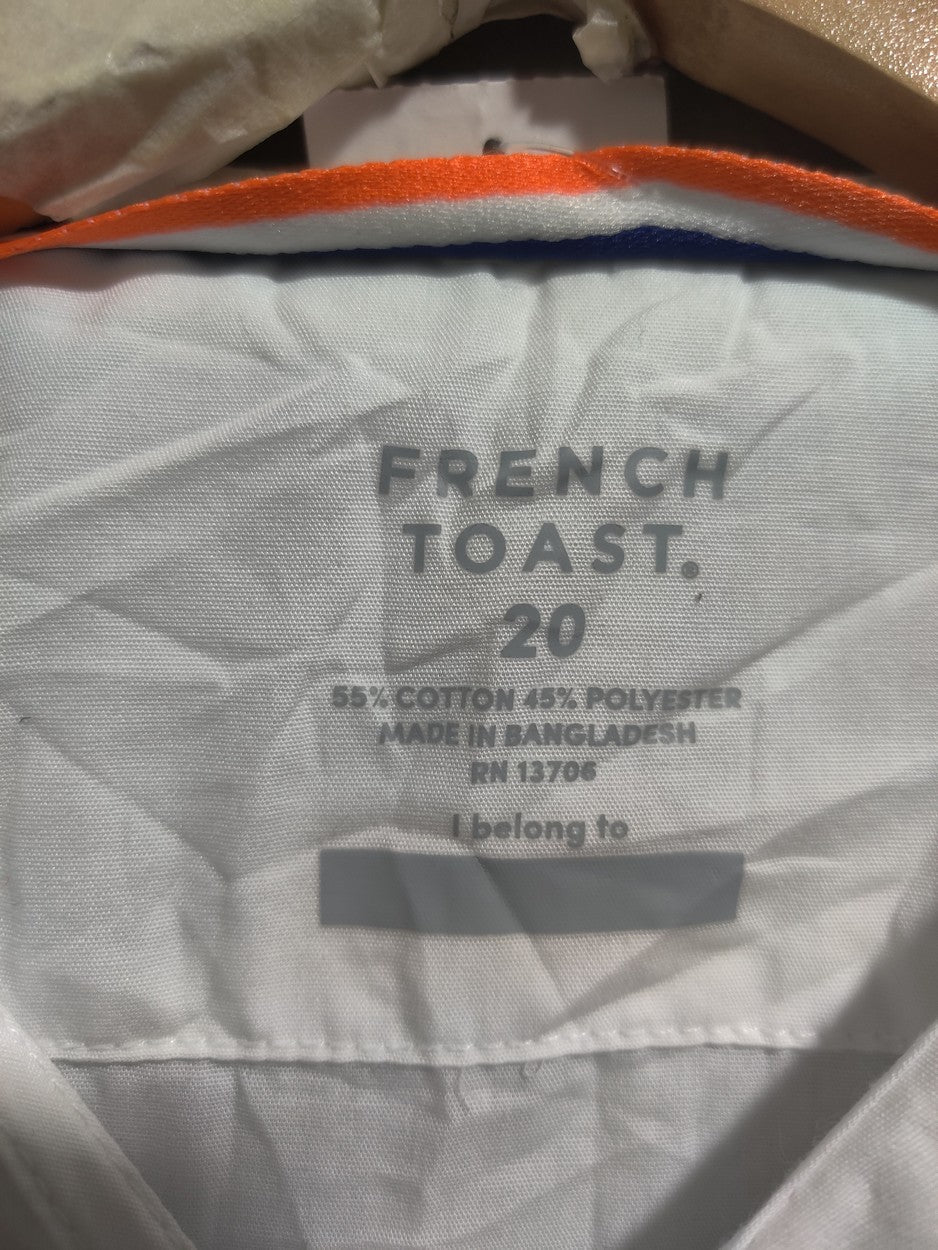 FRENCH
TOAST.®
20
55% COTTON 45% POLYESTER
MADE IN BANGLADESH
RN 13706
I belong to